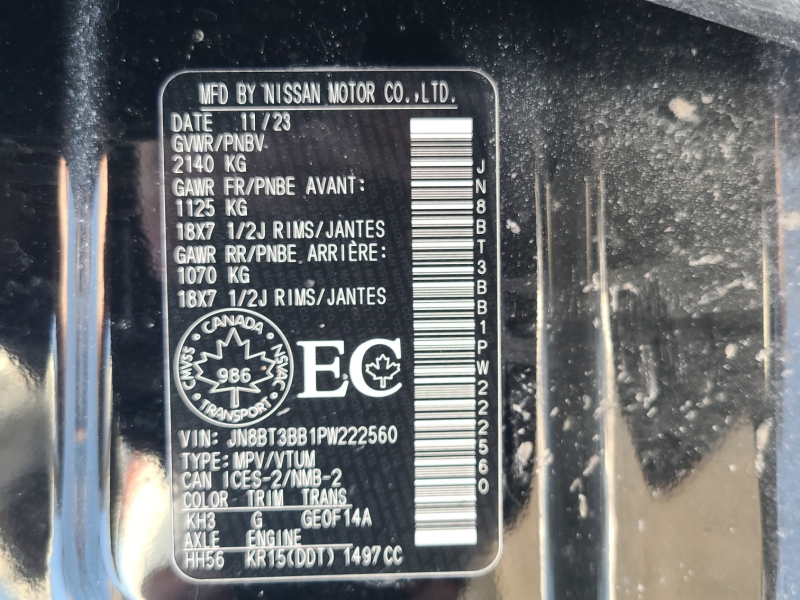 MFD BY NISSAN MOTOR CO.,LTD.
DATE 11/23
GVWR/PNBV
2140 KG
GAWR FR/PNBE AVANT:
1125 KG
18X7 1/2J RIMS/JANTES
GAWR RR/PNBE ARRIÈRE:
1070 KG
18X7 1/2J RIMS/JANTES
JN8BT3BB1PW222560
CANADA
CMVSS NSVAC
986
TRANSPORT
EC
VIN: JN8BT3BB1PW222560
TYPE: MPV/VTUM
CAN ICES-2/NMB-2
COLOR TRIM TRANS
KH3 G GE0F14A
AXLE ENGINE
HH56 KR15(DDT) 1497CC